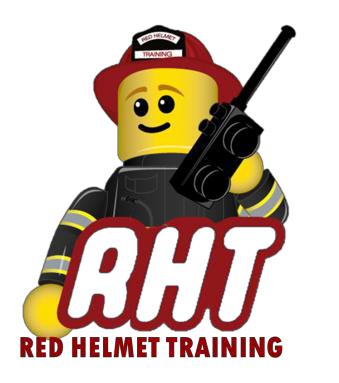 RED HELMET
TRAINING
RHT
RED HELMET TRAINING